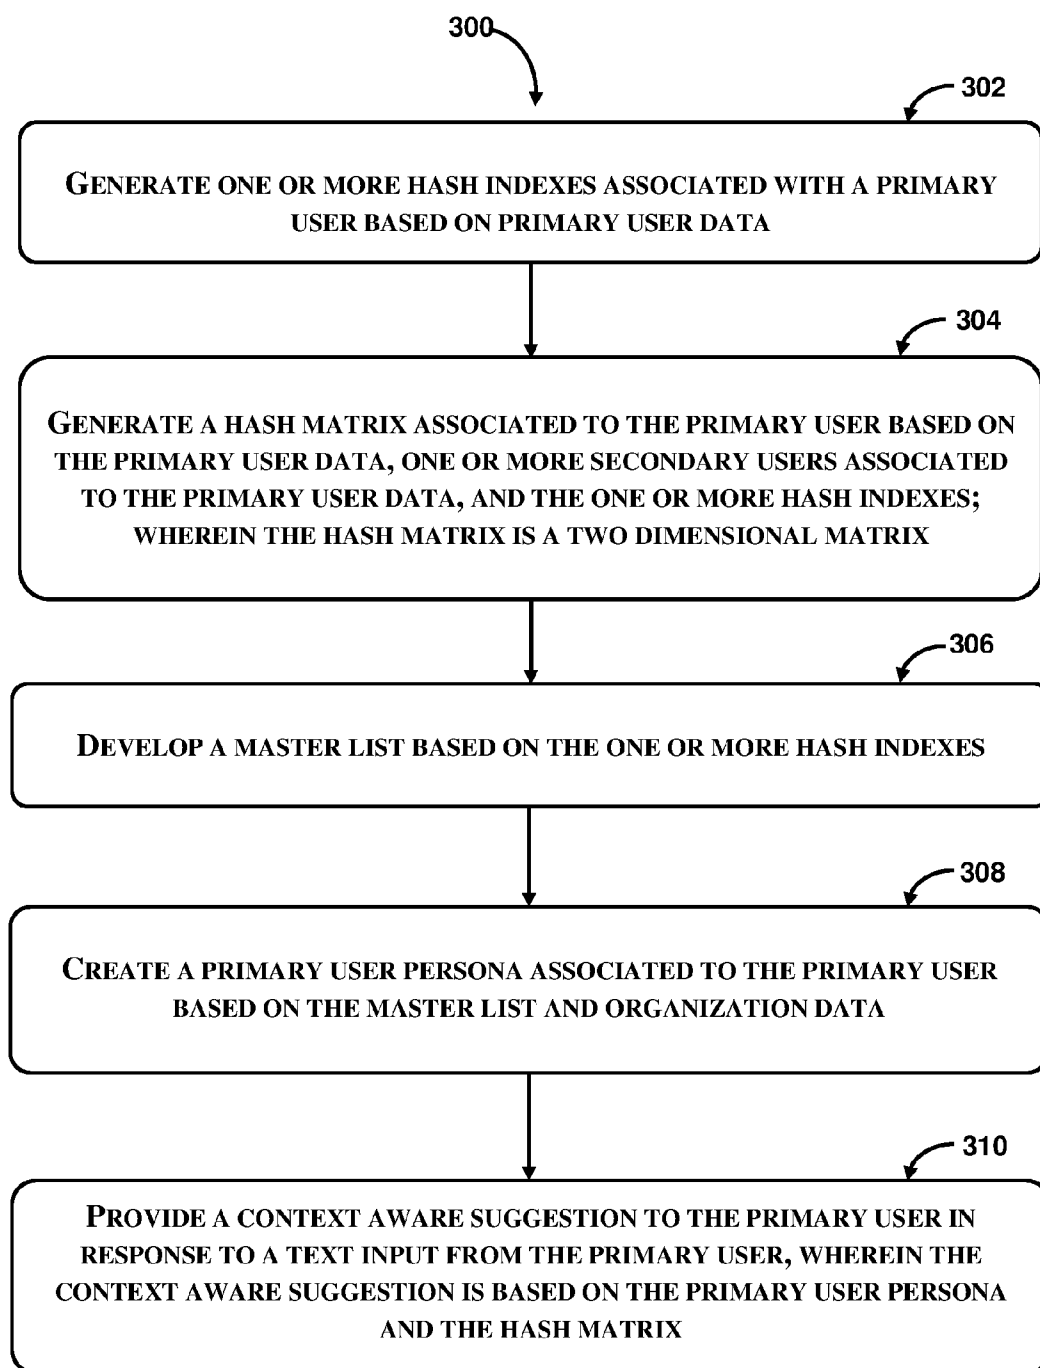 300
302
GENERATE ONE OR MORE HASH INDEXES ASSOCIATED WITH A PRIMARY
USER BASED ON PRIMARY USER DATA
304
GENERATE A HASH MATRIX ASSOCIATED TO THE PRIMARY USER BASED ON
THE PRIMARY USER DATA, ONE OR MORE SECONDARY USERS ASSOCIATED
TO THE PRIMARY USER DATA, AND THE ONE OR MORE HASH INDEXES;
WHEREIN THE HASH MATRIX IS A TWO DIMENSIONAL MATRIX
306
DEVELOP A MASTER LIST BASED ON THE ONE OR MORE HASH INDEXES
308
CREATE A PRIMARY USER PERSONA ASSOCIATED TO THE PRIMARY USER
BASED ON THE MASTER LIST AND ORGANIZATION DATA
310
PROVIDE A CONTEXT AWARE SUGGESTION TO THE PRIMARY USER IN
RESPONSE TO A TEXT INPUT FROM THE PRIMARY USER, WHEREIN THE
CONTEXT AWARE SUGGESTION IS BASED ON THE PRIMARY USER PERSONA
AND THE HASH MATRIX